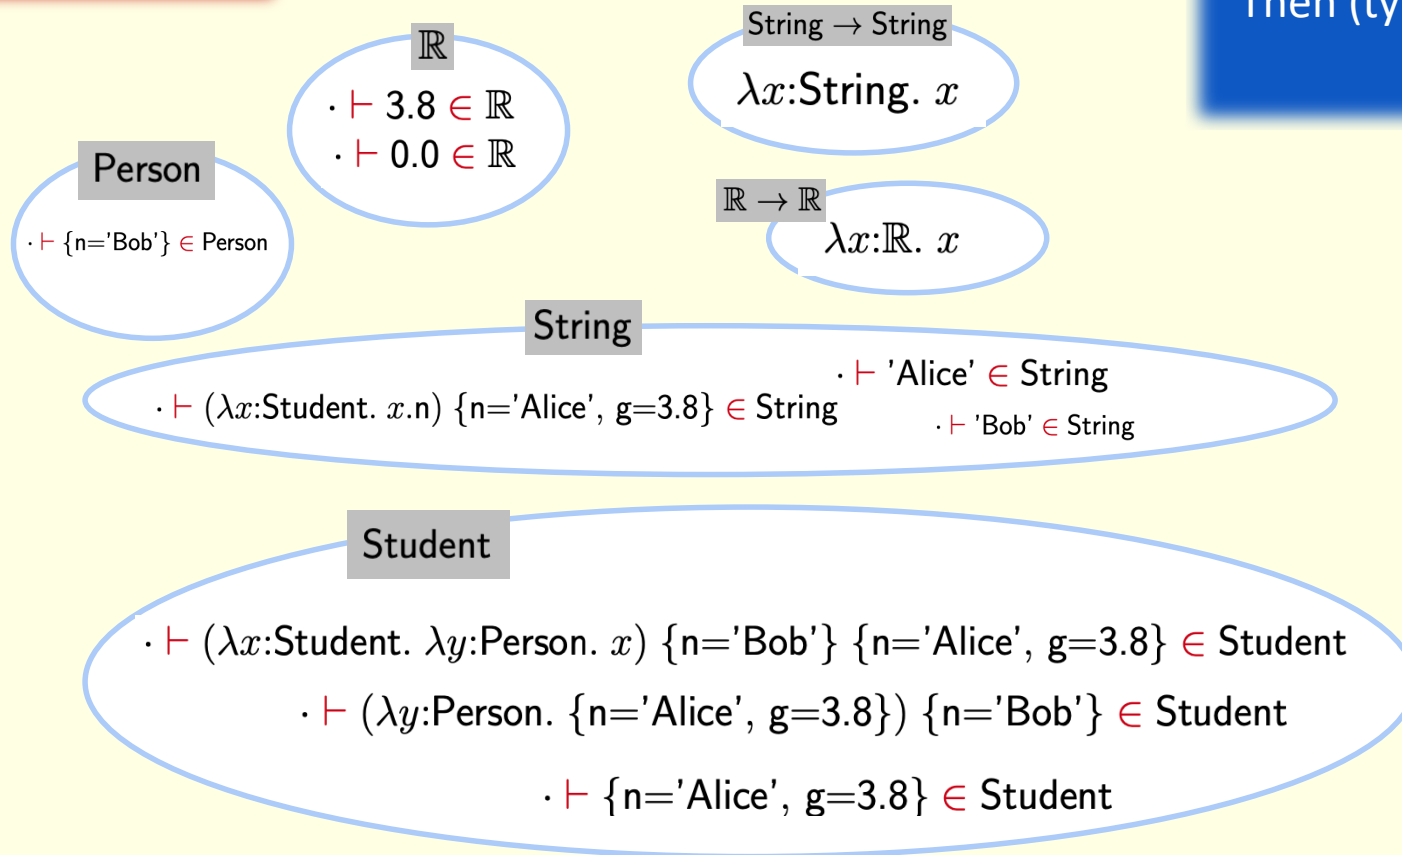 Then (ty
ℝ
· ⊢ 3.8 ∈ ℝ
· ⊢ 0.0 ∈ ℝ
String → String
λx:String. x
Person
· ⊢ {n='Bob'} ∈ Person
ℝ → ℝ
λx:ℝ. x
String
· ⊢ 'Alice' ∈ String
· ⊢ (λx:Student. x.n) {n='Alice', g=3.8} ∈ String
· ⊢ 'Bob' ∈ String
Student
· ⊢ (λx:Student. λy:Person. x) {n='Bob'} {n='Alice', g=3.8} ∈ Student
· ⊢ (λy:Person. {n='Alice', g=3.8}) {n='Bob'} ∈ Student
· ⊢ {n='Alice', g=3.8} ∈ Student